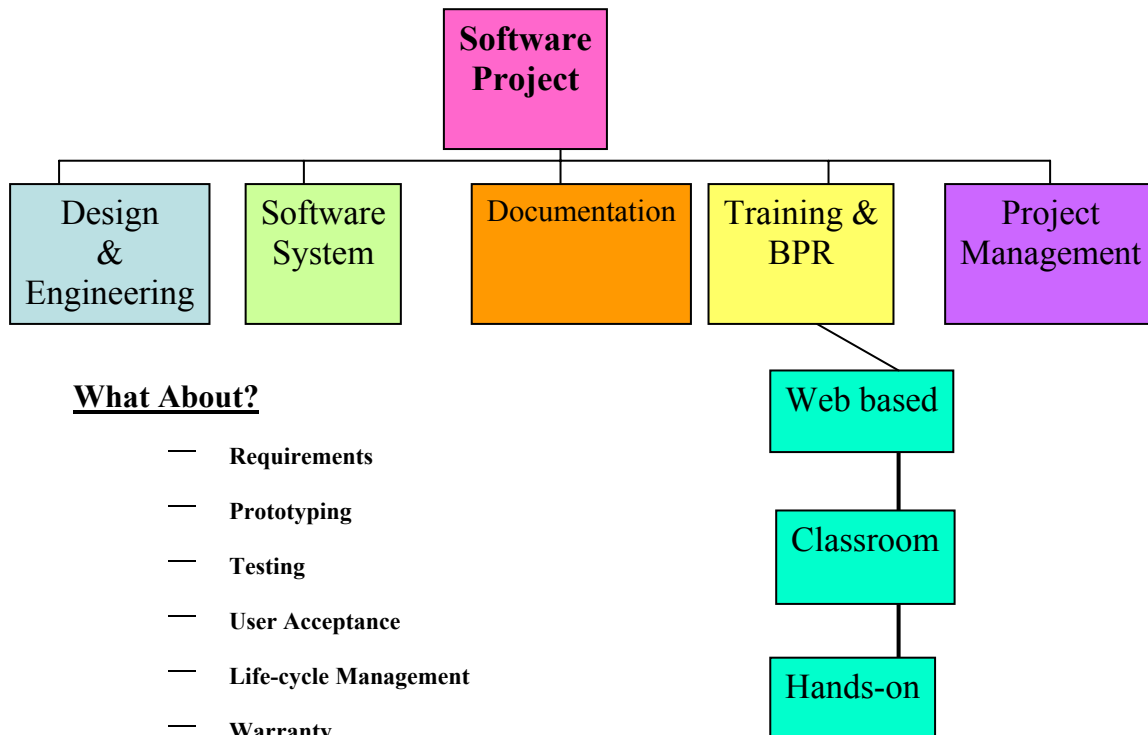 Software
Project
Design
&
Engineering
Software
System
Documentation
Training &
BPR
Project
Management
What About?
— Requirements
— Prototyping
— Testing
— User Acceptance
— Life-cycle Management
— Warranty
Web based
Classroom
Hands-on